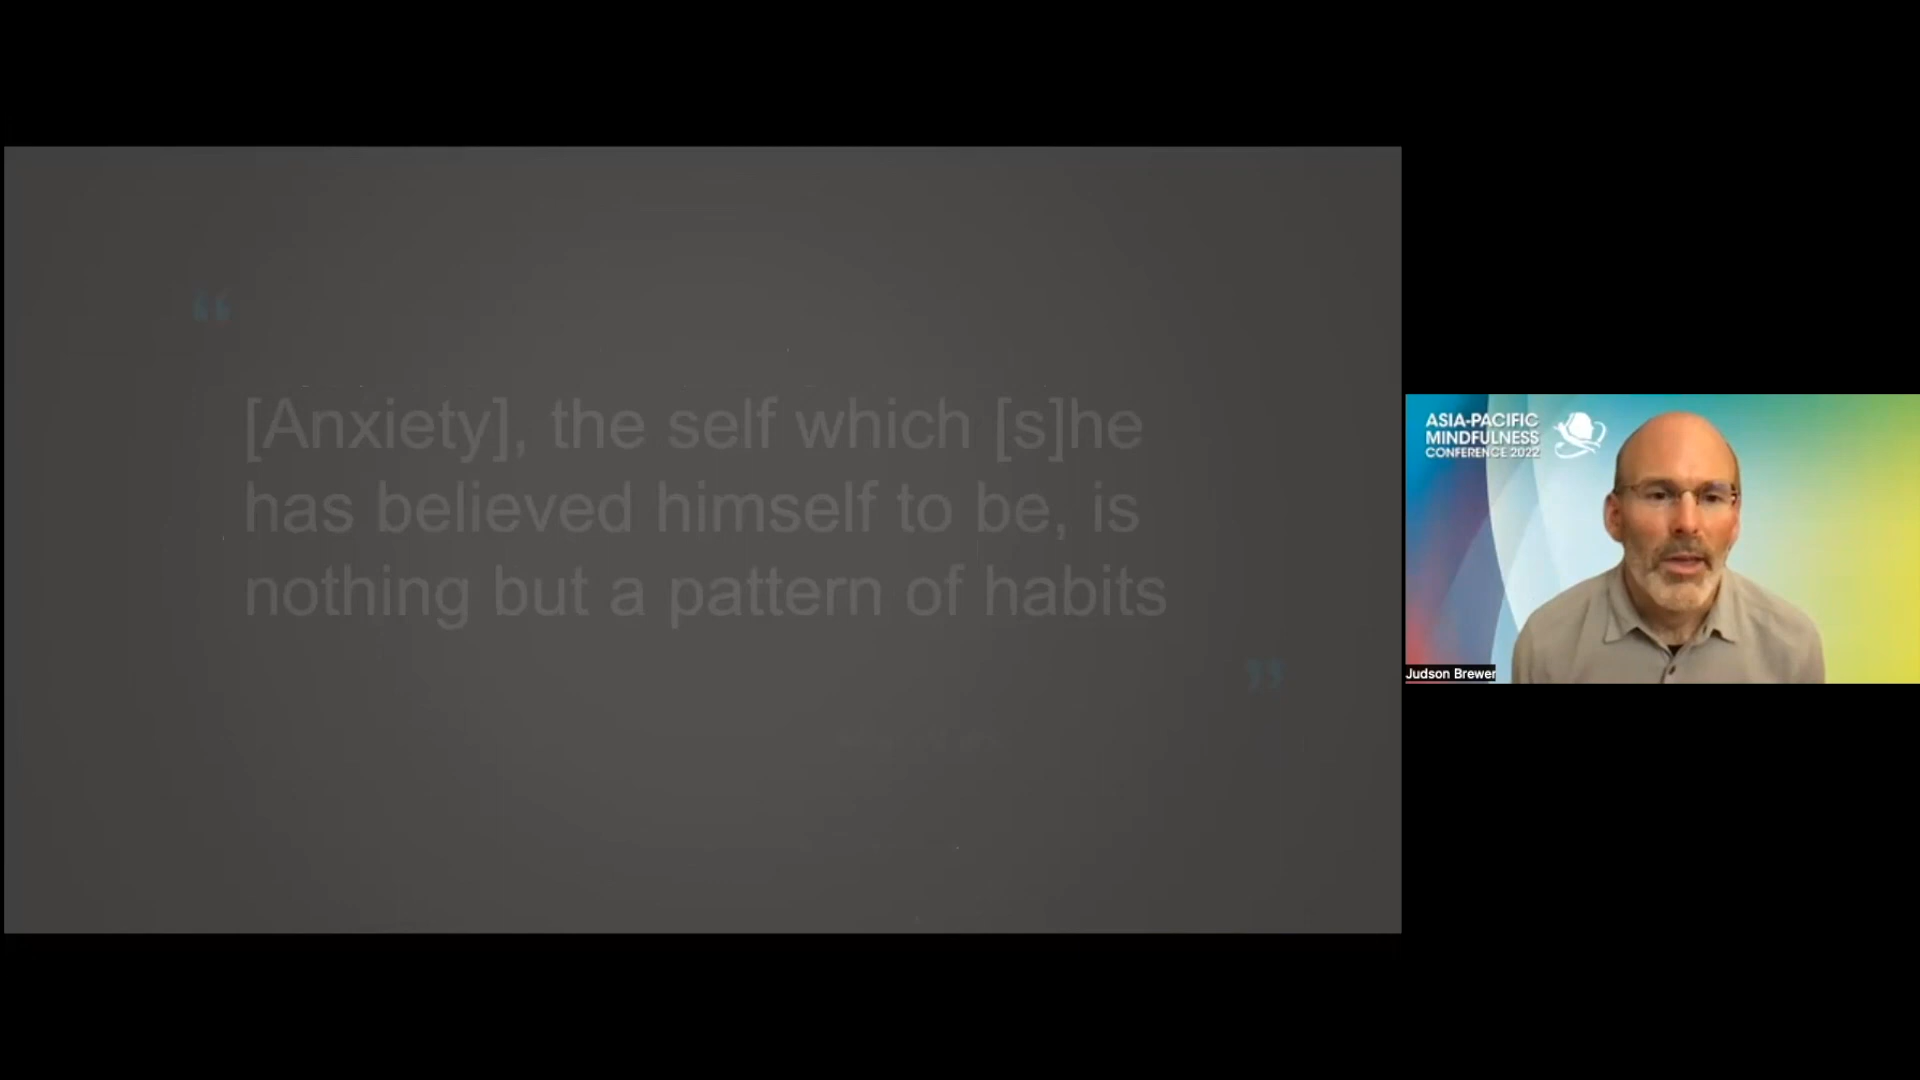 “
[Anxiety], the self which [s]he
has believed himself to be, is
nothing but a pattern of habits
”
ASIA-PACIFIC
MINDFULNESS
CONFERENCE 2022
Judson Brewer